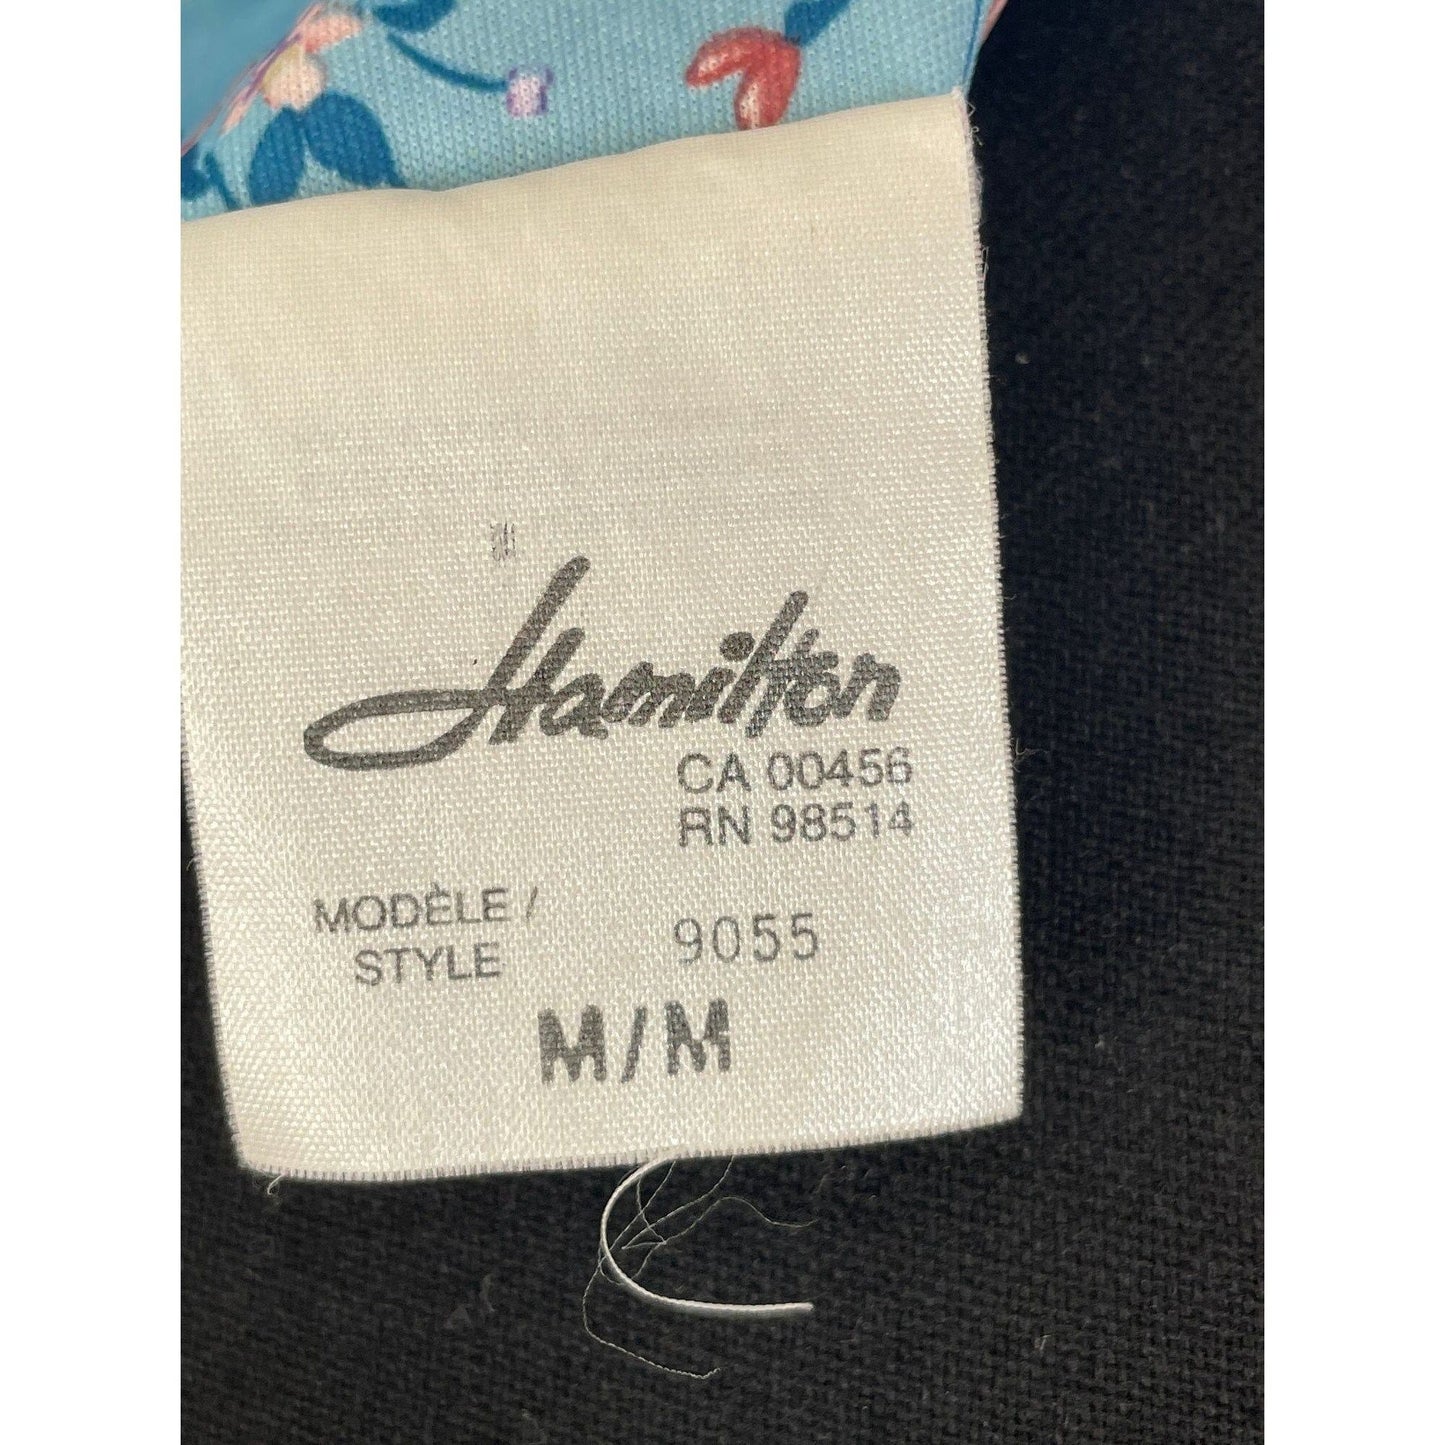 Hamilton
CA 00456
RN 98514
MODÈLE /
STYLE 9055
M/M